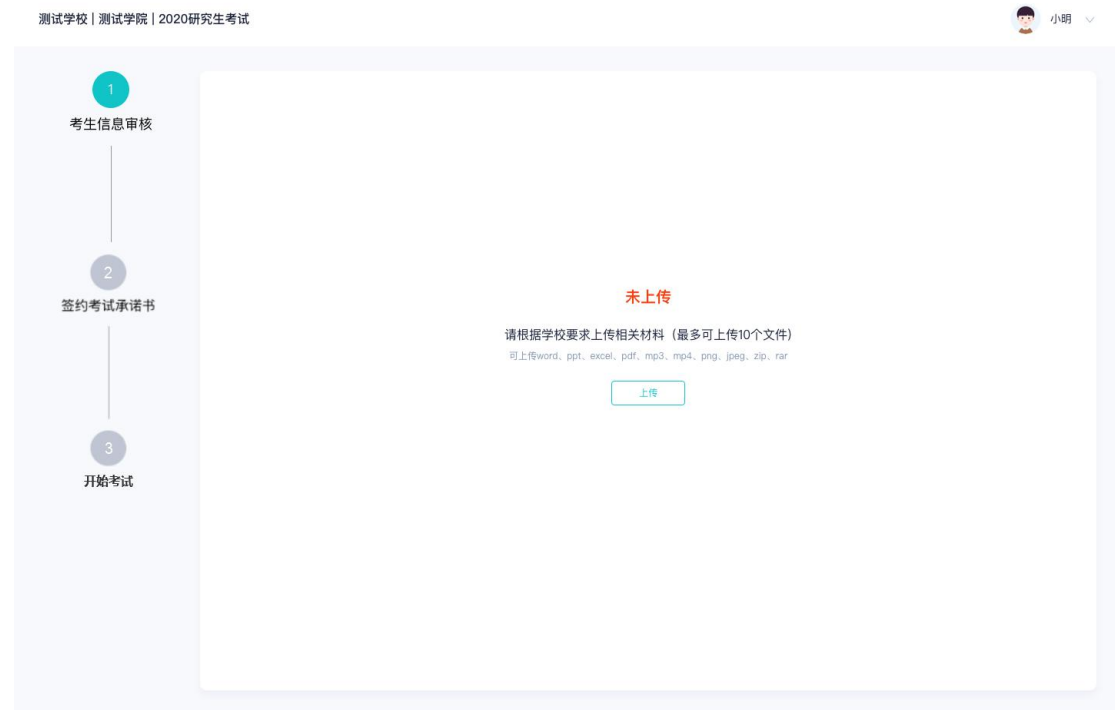 测试学校 | 测试学院 | 2020研究生考试
小明
1
考生信息审核
2
签约考试承诺书
3
开始考试
未上传
请根据学校要求上传相关材料（最多可上传10个文件）
可上传word、ppt、excel、pdf、mp3、mp4、png、jpeg、zip、rar
上传